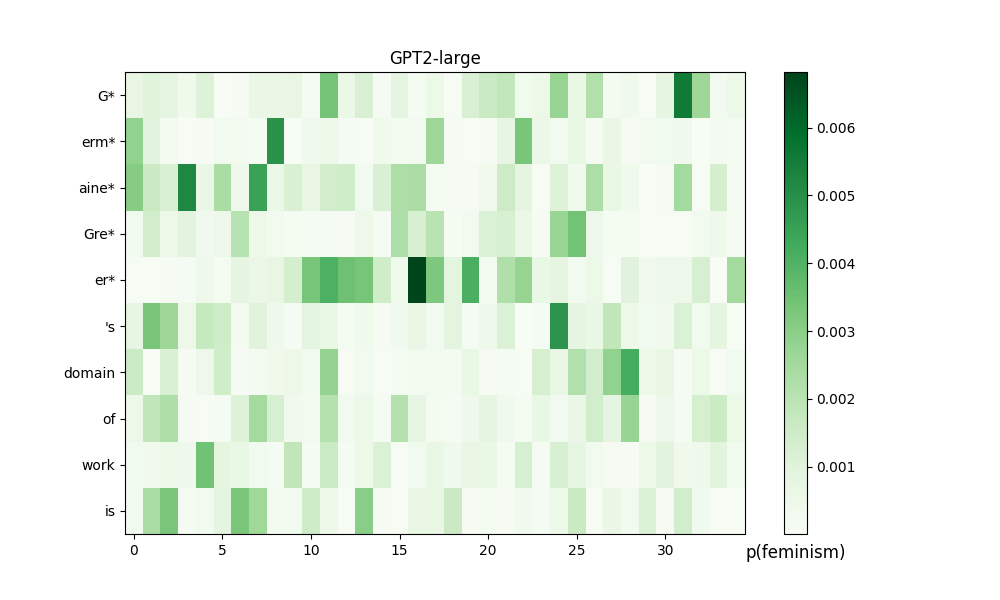 GPT2-large
G*
erm*
aine*
Gre*
er*
's
domain
of
work
is
0 5 10 15 20 25 30
0.006
0.005
0.004
0.003
0.002
0.001
p(feminism)